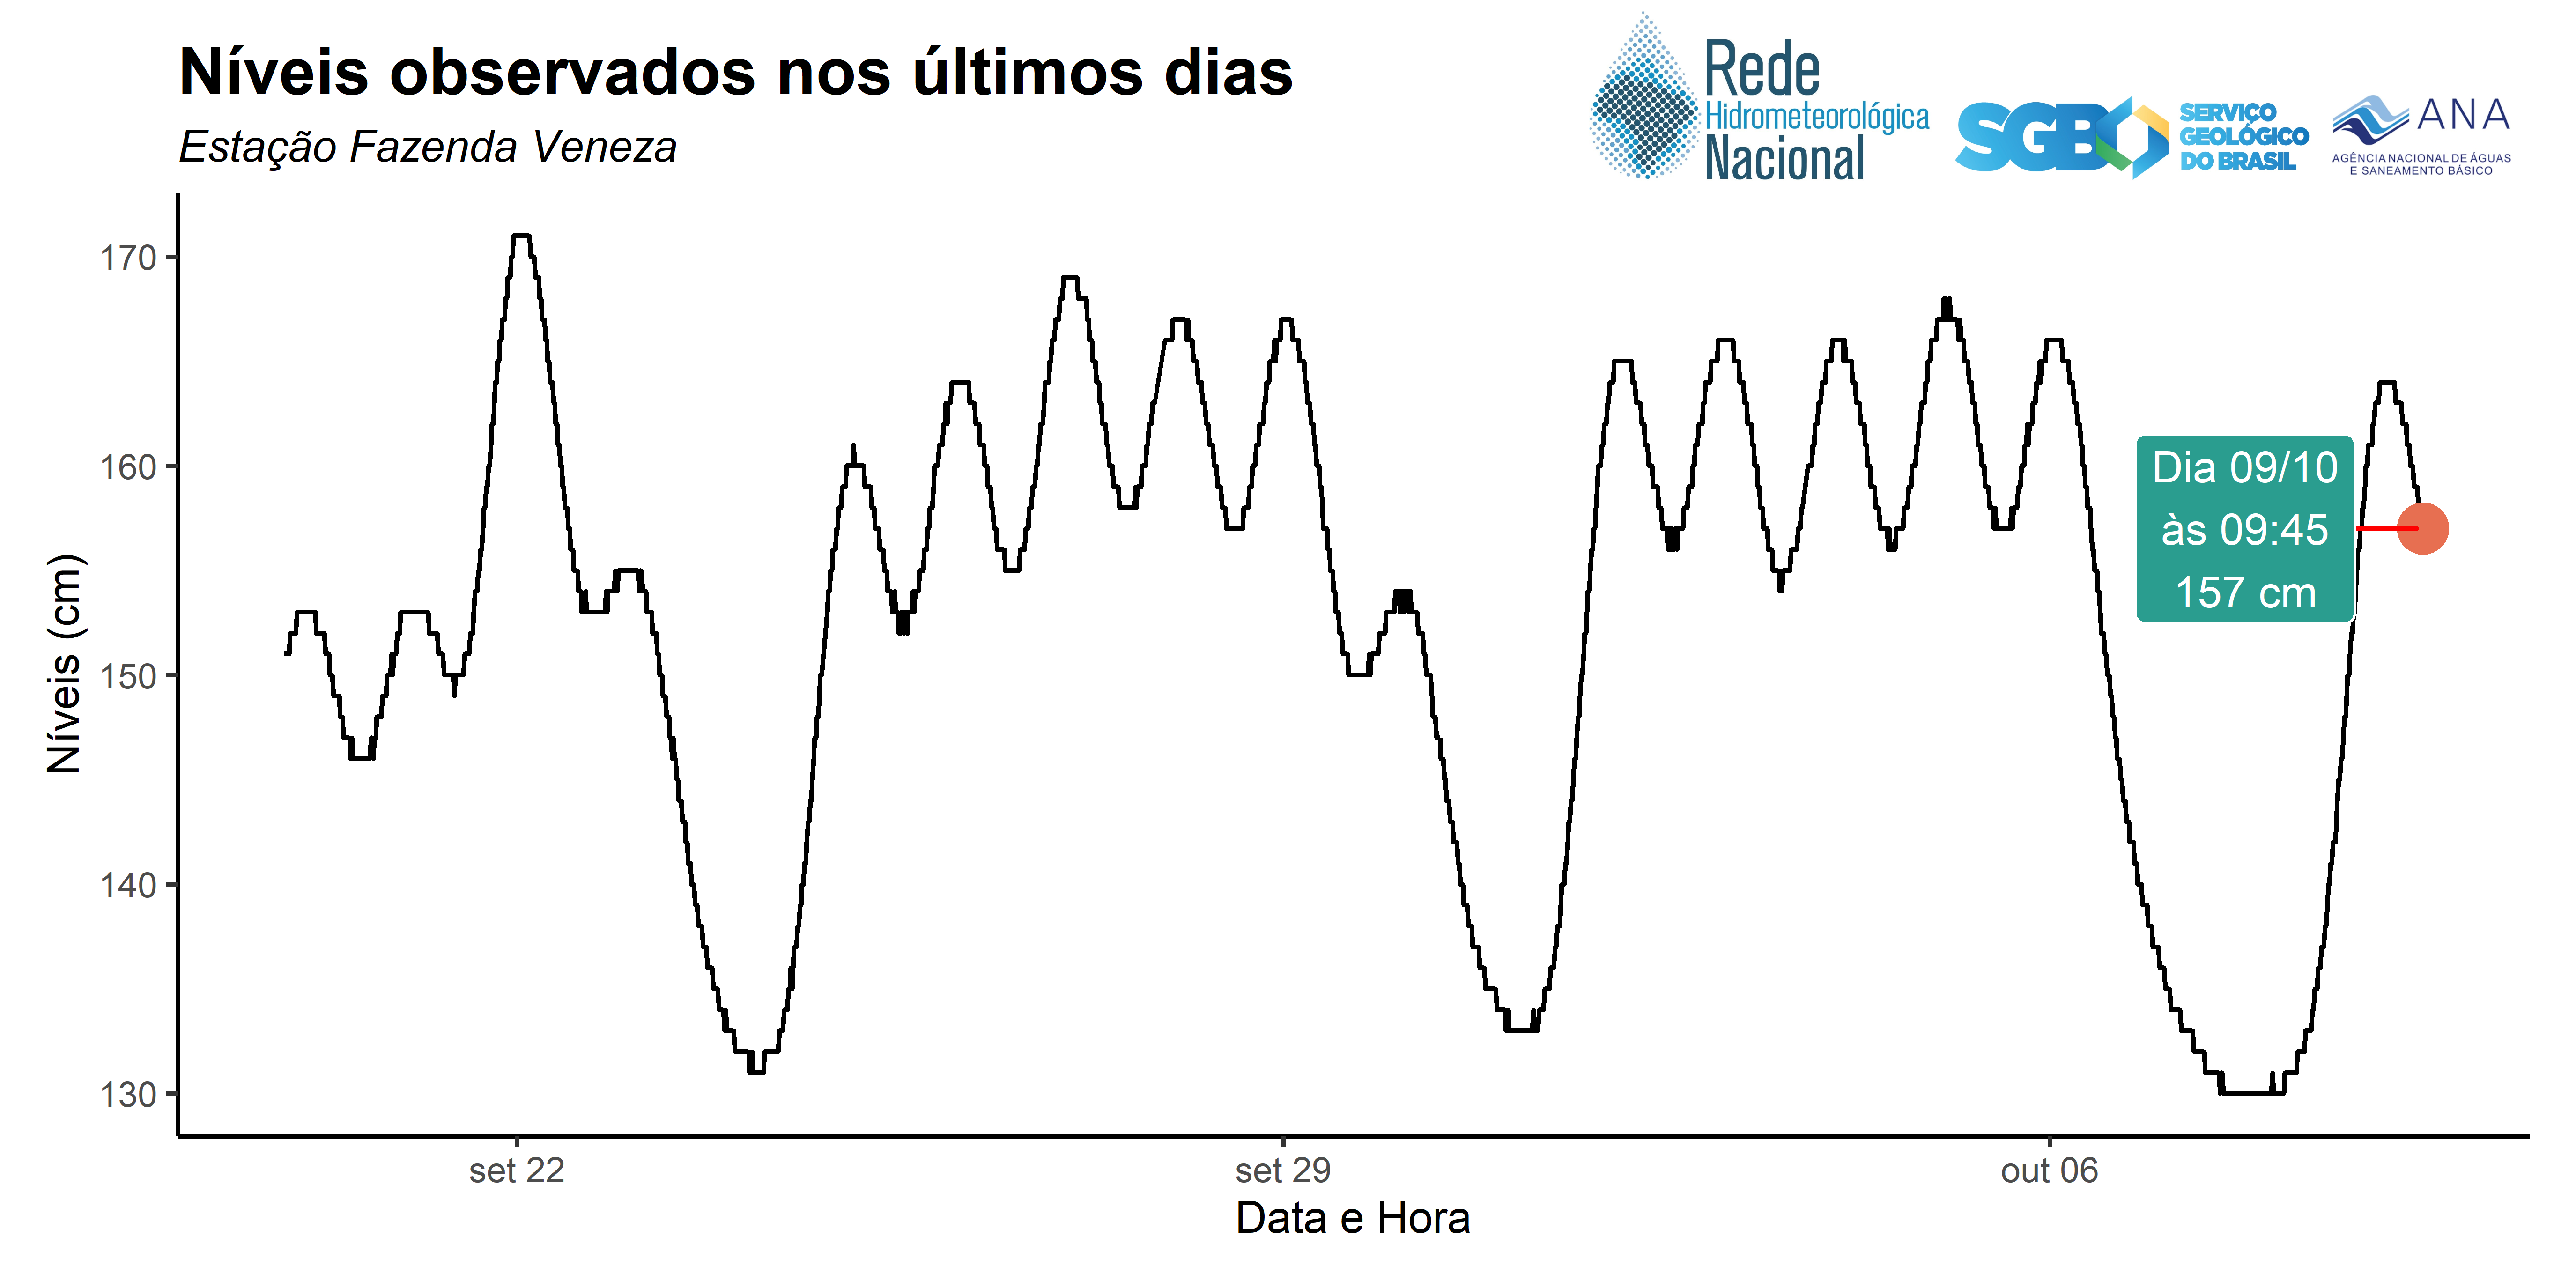 Níveis observados nos últimos dias
Estação Fazenda Veneza
Rede
Hidrometeorológica
Nacional
SGB
SERVIÇO
GEOLÓGICO
DO BRASIL
ANA
AGÊNCIA NACIONAL DE ÁGUAS
E SANEAMENTO BÁSICO
Níveis (cm)
170
160
150
140
130
Dia 09/10
às 09:45
157 cm
set 22
set 29
out 06
Data e Hora